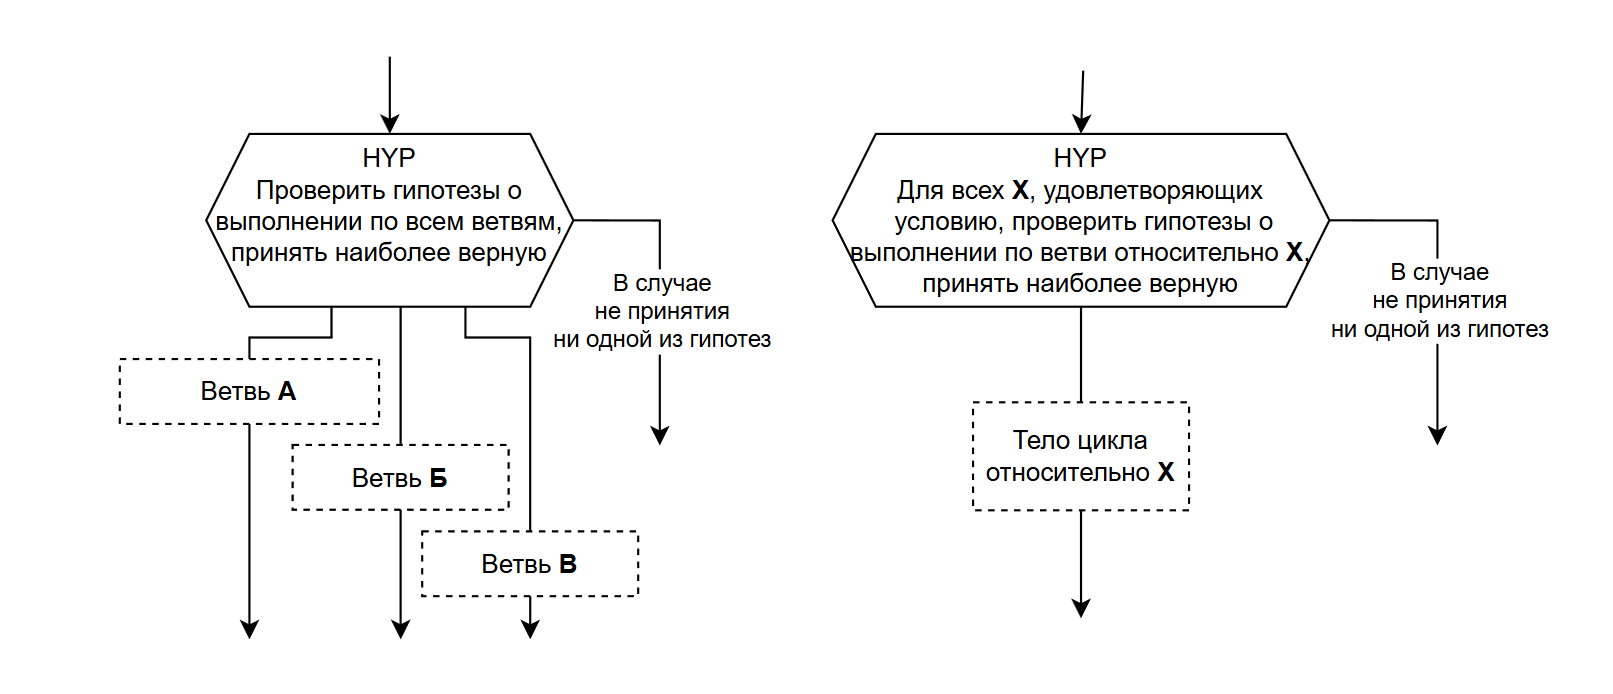 HYP
Проверить гипотезы о
выполнении по всем ветвям,
принять наиболее верную
В случае
не принятия
ни одной из гипотез
Ветвь А
Ветвь Б
Ветвь В
HYP
Для всех X, удовлетворяющих
условию, проверить гипотезы о
выполнении по ветви относительно X,
принять наиболее верную
В случае
не принятия
ни одной из гипотез
Тело цикла
относительно X